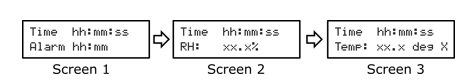 Time hh:mm:ss
Alarm hh:mm
Screen 1
Time hh:mm:ss
RH: xx.x%
Screen 2
Time hh:mm:ss
Temp: xx.x deg X
Screen 3